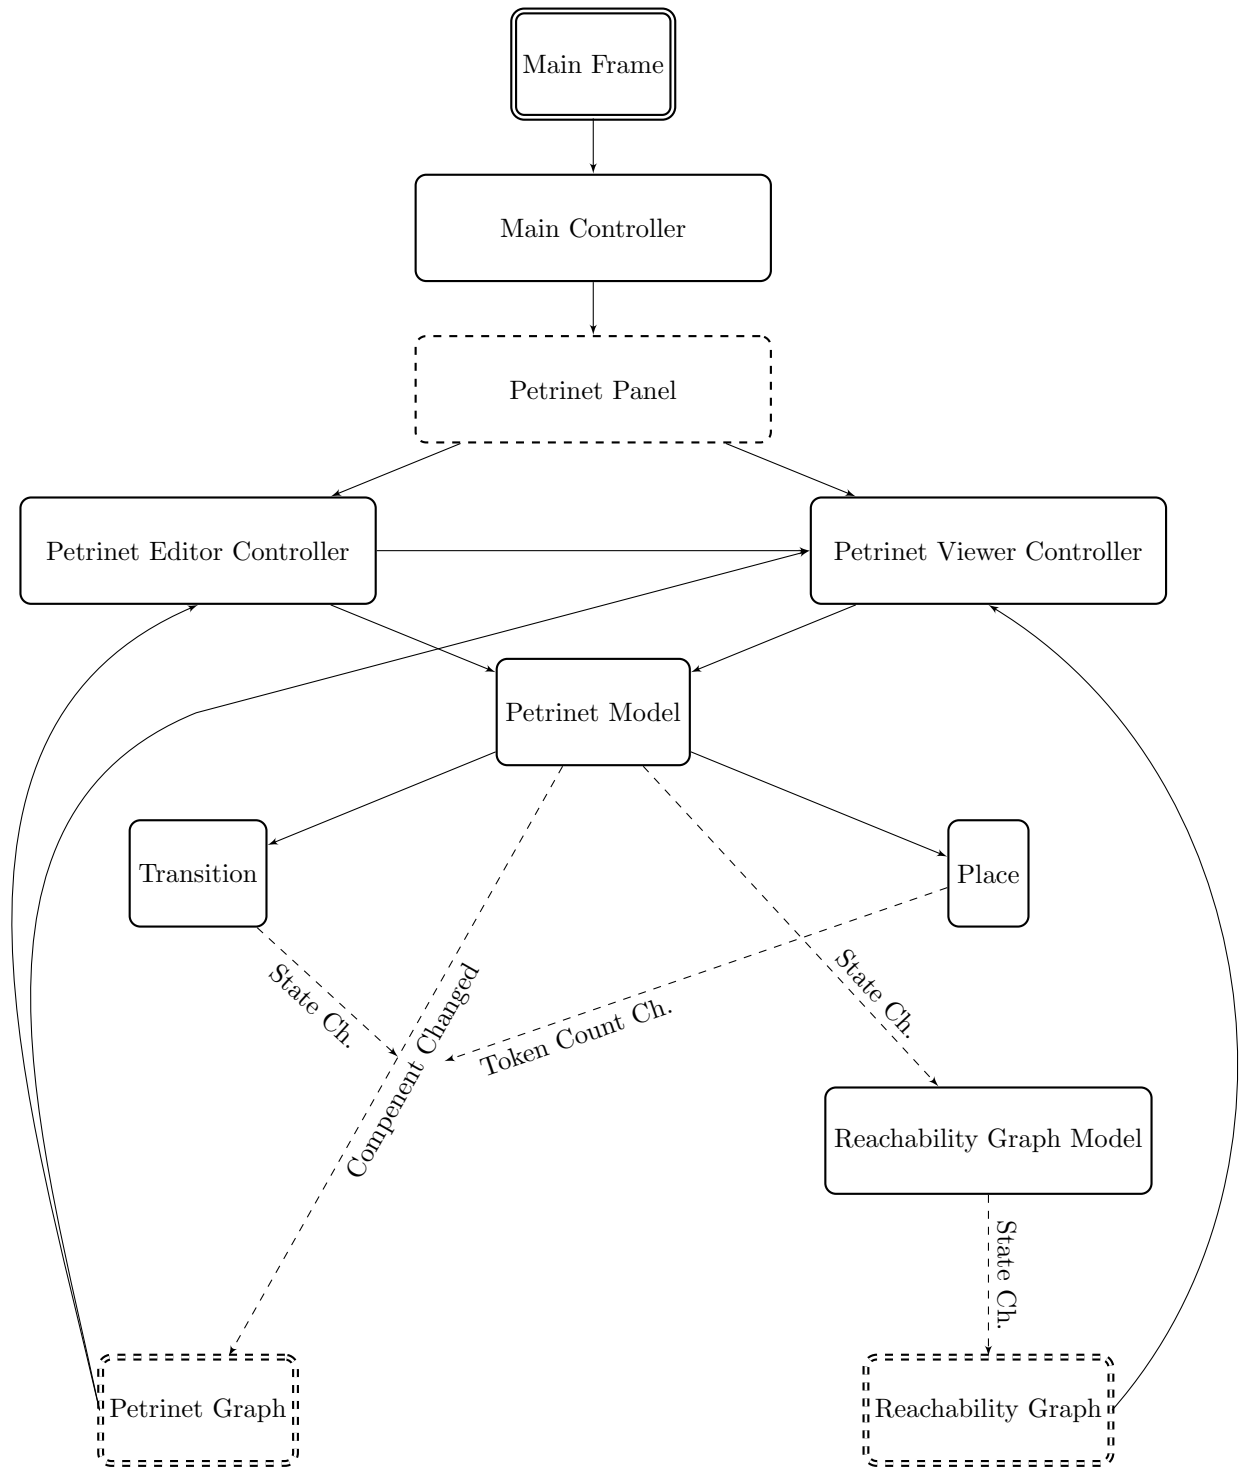 Main Frame
Main Controller
Petrinet Panel
Petrinet Editor Controller
Petrinet Viewer Controller
Petrinet Model
Transition
Place
State Ch.
Compenent Changed
Token Count Ch.
State Ch.
Reachability Graph Model
State Ch.
Petrinet Graph
Reachability Graph